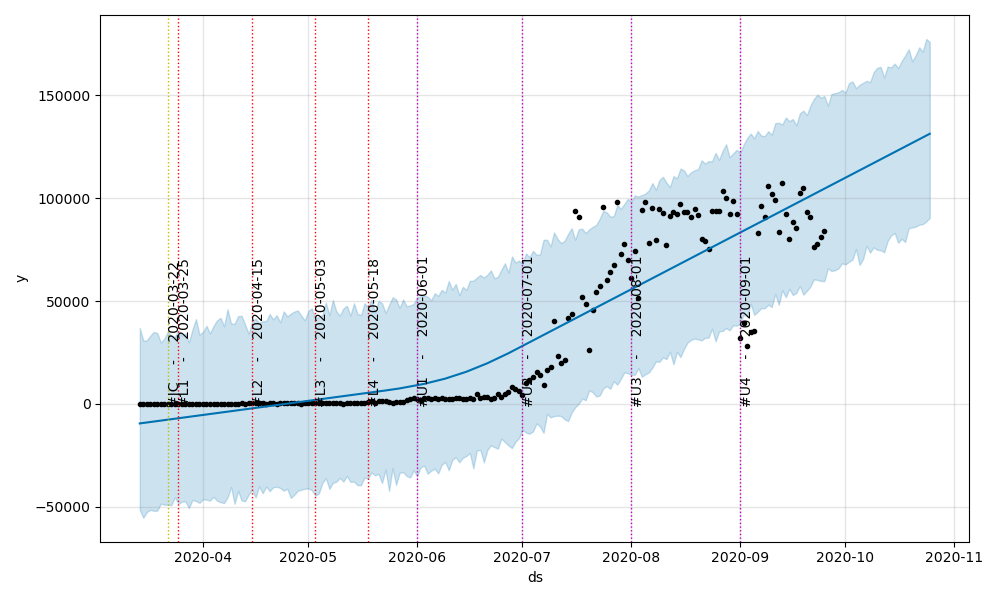 150000
100000
50000
0
−50000
y
#JC - 2020-03-22
#L1 - 2020-03-25
#L2 - 2020-04-15
#L3 - 2020-05-03
#L4 - 2020-05-18
#U1 - 2020-06-01
#U2 - 2020-07-01
#U3 - 2020-08-01
#U4 - 2020-09-01
2020-04
2020-05
2020-06
2020-07
2020-08
2020-09
2020-10
2020-11
ds